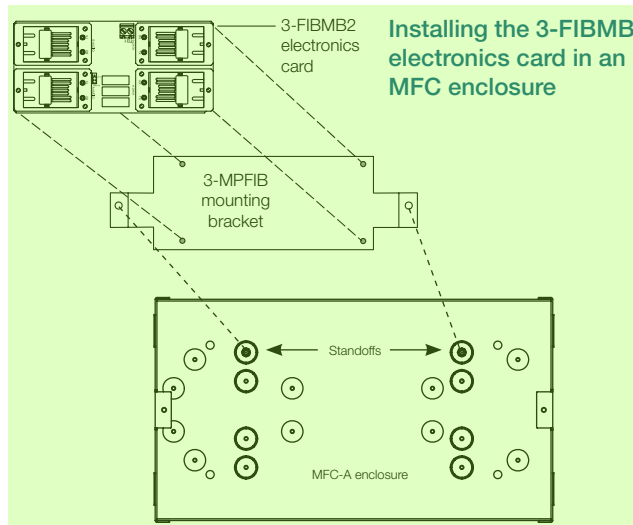 3-FIBMB2
electronics
card
Installing the 3-FIBMB
electronics card in an
MFC enclosure
3-MPFIB
mounting
bracket
Standoffs
MFC-A enclosure